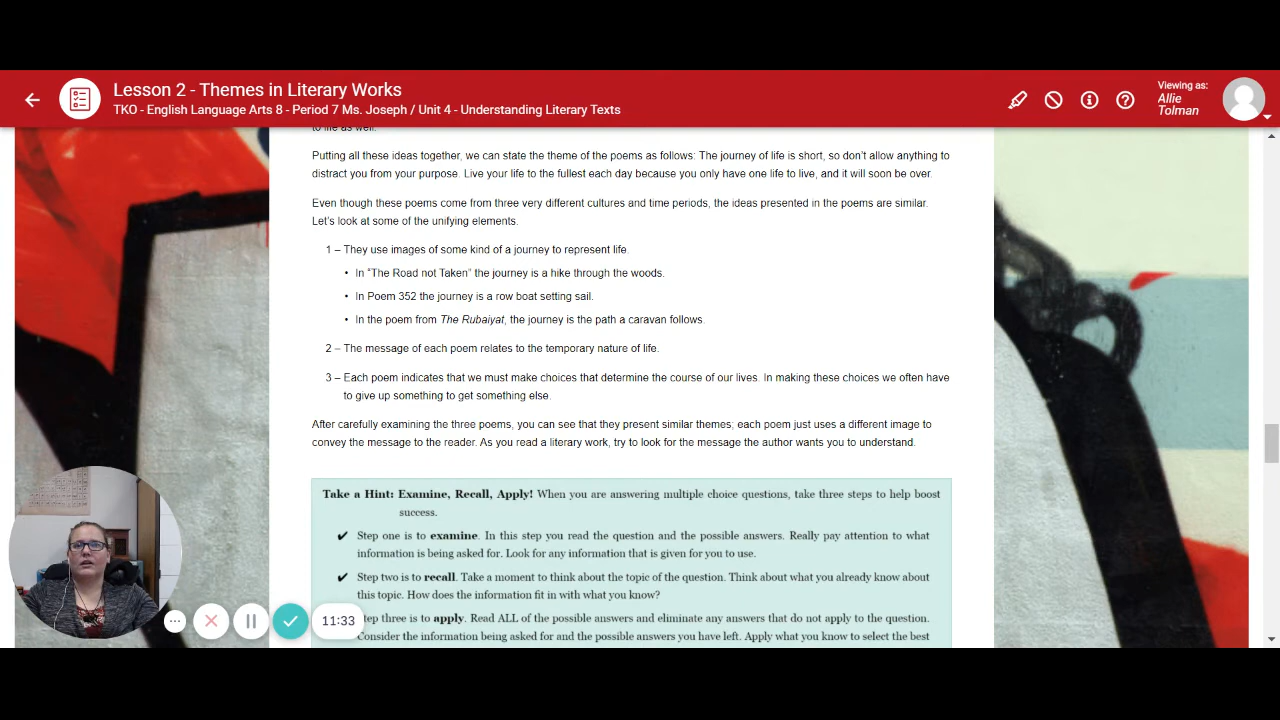 Lesson 2 - Themes in Literary Works
TKO - English Language Arts 8 - Period 7 Ms. Joseph / Unit 4 - Understanding Literary Texts
Viewing as:
Allie
Tolman
to life as well.
Putting all these ideas together, we can state the theme of the poems as follows: The journey of life is short, so don’t allow anything to
distract you from your purpose. Live your life to the fullest each day because you only have one life to live, and it will soon be over.
Even though these poems come from three very different cultures and time periods, the ideas presented in the poems are similar.
Let’s look at some of the unifying elements.
1 – They use images of some kind of a journey to represent life.
• In “The Road not Taken” the journey is a hike through the woods.
• In Poem 352 the journey is a row boat setting sail.
• In the poem from The Rubaiyat, the journey is the path a caravan follows.
2 – The message of each poem relates to the temporary nature of life.
3 – Each poem indicates that we must make choices that determine the course of our lives. In making these choices we often have
to give up something to get something else.
After carefully examining the three poems, you can see that they present similar themes; each poem just uses a different image to
convey the message to the reader. As you read a literary work, try to look for the message the author wants you to understand.
Take a Hint: Examine, Recall, Apply! When you are answering multiple choice questions, take three steps to help boost
success.
✔ Step one is to examine. In this step you read the question and the possible answers. Really pay attention to what
information is being asked for. Look for any information that is given for you to use.
✔ Step two is to recall. Take a moment to think about the topic of the question. Think about what you already know about
this topic. How does the information fit in with what you know?
11:33
tep three is to apply. Read ALL of the possible answers and eliminate any answers that do not apply to the question.
Consider the information being asked for and the possible answers you have left. Apply what you know to select the best